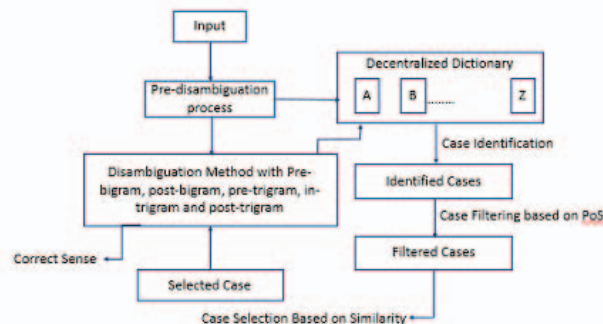 Input
Decentralized Dictionary
Pre-disambiguation
process
A B ......... Z
Case Identification
Disambiguation Method with Pre-
bigram, post-bigram, pre-trigram, in-
trigram and post-trigram
Identified Cases
Case Filtering based on PoS
Correct Sense
Filtered Cases
Selected Case
Case Selection Based on Similarity